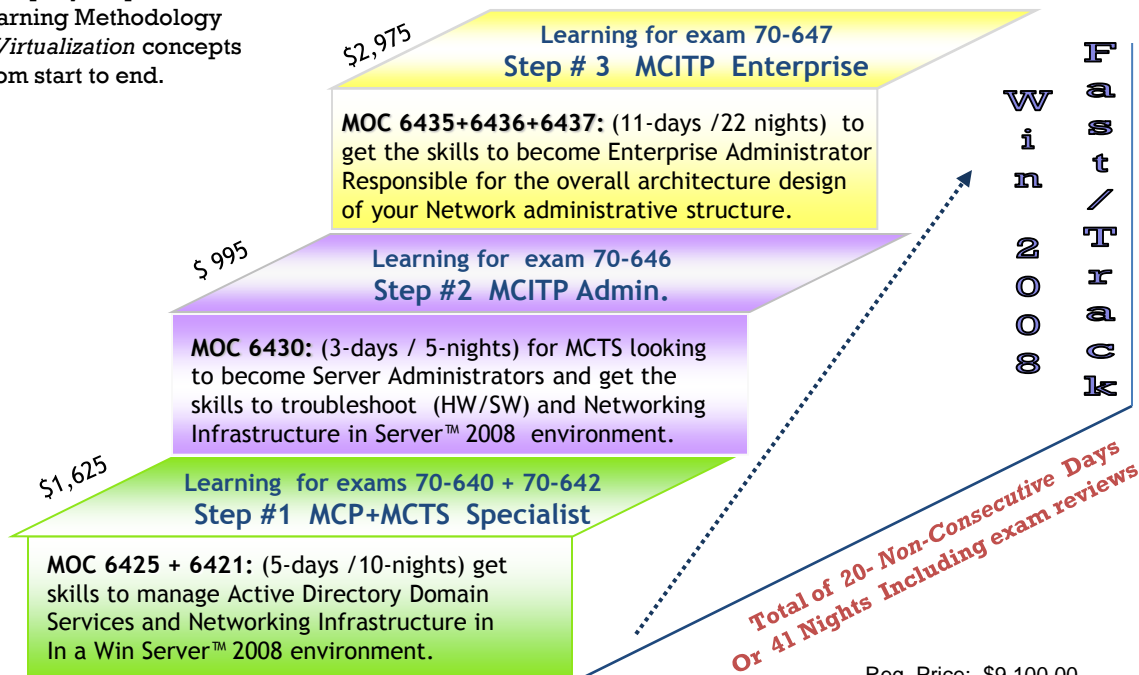 arning Methodology
Virtualization concepts
om start to end.
$2,975
Learning for exam 70-647
Step # 3 MCITP Enterprise
MOC 6435+6436+6437: (11-days /22 nights) to
get the skills to become Enterprise Administrator
Responsible for the overall architecture design
of your Network administrative structure.
$ 995
Learning for exam 70-646
Step #2 MCITP Admin.
MOC 6430: (3-days / 5-nights) for MCTS looking
to become Server Administrators and get the
skills to troubleshoot (HW/SW) and Networking
Infrastructure in Server™ 2008 environment.
$1,625
Learning for exams 70-640 + 70-642
Step #1 MCP+MCTS Specialist
MOC 6425 + 6421: (5-days /10-nights) get
skills to manage Active Directory Domain
Services and Networking Infrastructure in
In a Win Server™ 2008 environment.
Win 2008
Fast/Track
Total of 20- Non-Consecutive Days
Or 41 Nights Including exam reviews
Reg. Price: $9,100.00